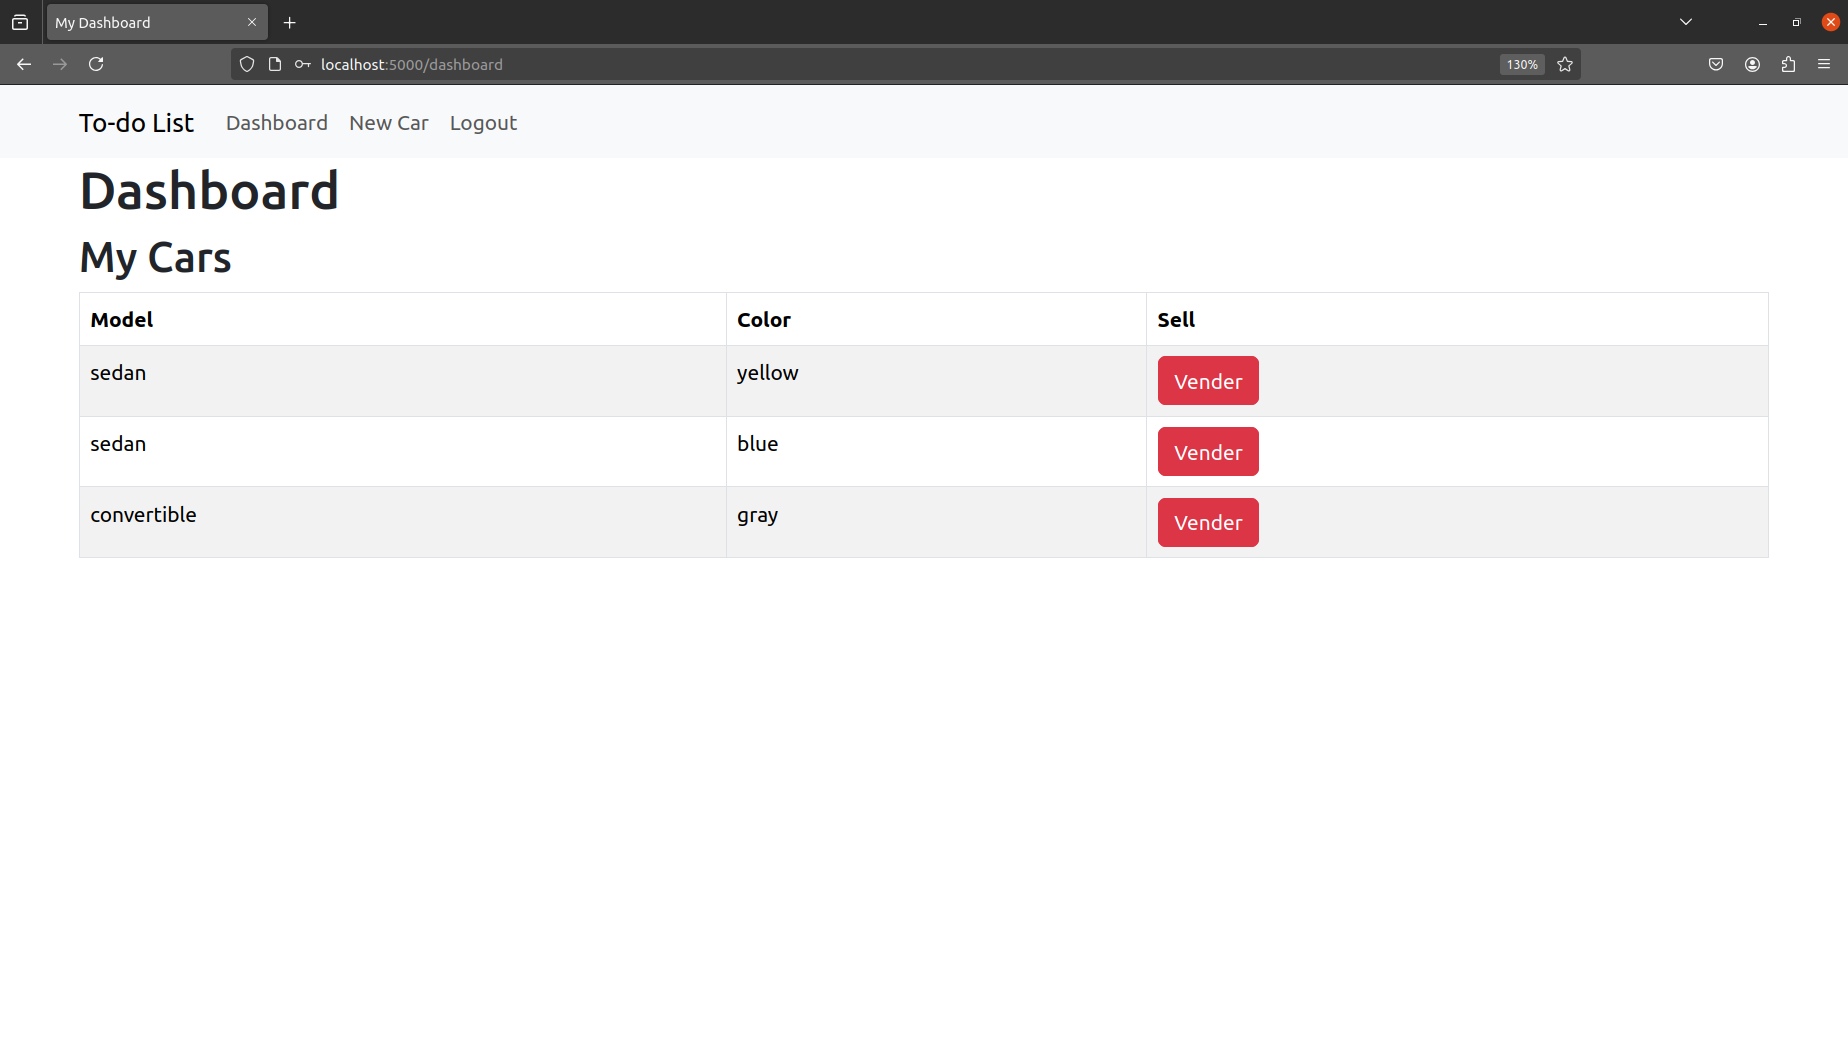 My Dashboard
localhost:5000/dashboard 130%
To-do List Dashboard New Car Logout
Dashboard
My Cars
Model Color Sell
sedan yellow Vender
sedan blue Vender
convertible gray Vender